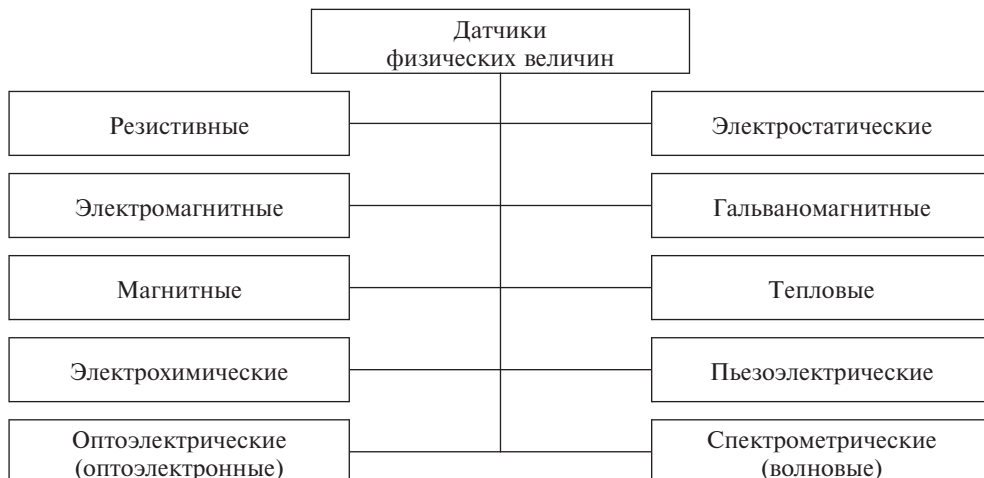 Датчики
физических величин
Резистивные
Электростатические
Электромагнитные
Гальваномагнитные
Магнитные
Тепловые
Электрохимические
Пьезоэлектрические
Оптоэлектрические
(оптоэлектронные)
Спектрометрические
(волновые)